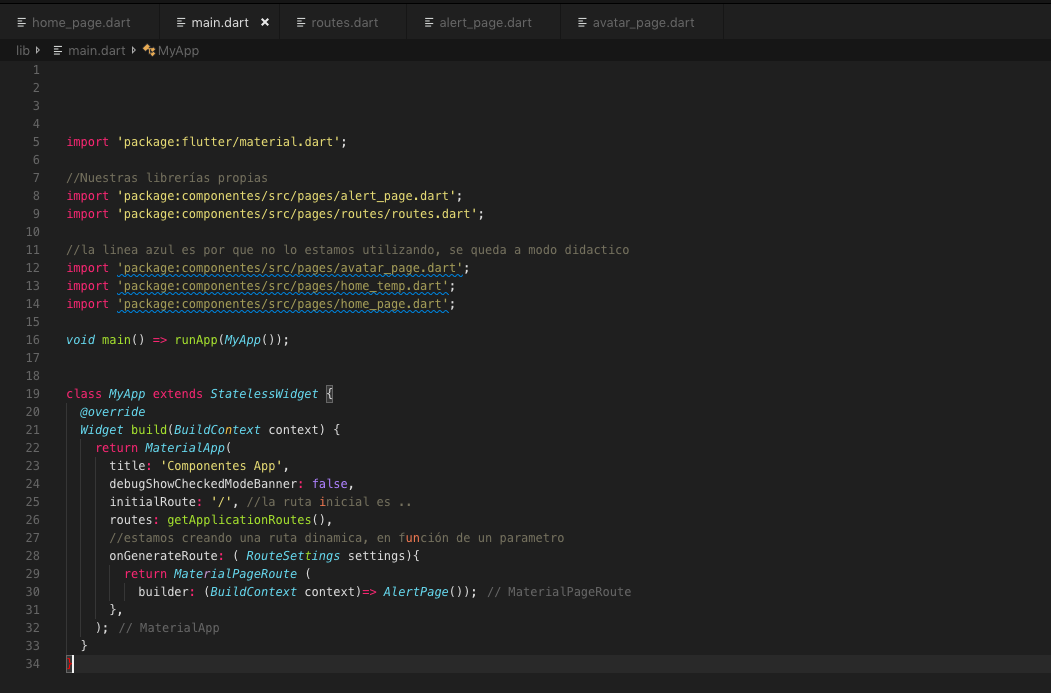 home_page.dart main.dart × routes.dart alert_page.dart avatar_page.dart
lib main.dart MyApp
1
2
3
4
5 import 'package:flutter/material.dart';
6
7 //Nuestras librerías propias
8 import 'package:componentes/src/pages/alert_page.dart';
9 import 'package:componentes/src/pages/routes/routes.dart';
10
11 //la linea azul es por que no lo estamos utilizando, se queda a modo didactico
12 import 'package:componentes/src/pages/avatar_page.dart';
13 import 'package:componentes/src/pages/home_temp.dart';
14 import 'package:componentes/src/pages/home_page.dart';
15
16 void main() => runApp(MyApp());
17
18
19 class MyApp extends StatelessWidget {
20 @override
21 Widget build(BuildContext context) {
22 return MaterialApp(
23 title: 'Componentes App',
24 debugShowCheckedModeBanner: false,
25 initialRoute: '/', //la ruta inicial es ..
26 routes: getApplicationRoutes(),
27 //estamos creando una ruta dinamica, en función de un parametro
28 onGenerateRoute: ( RouteSettings settings){
29 return MaterialPageRoute (
30 builder: (BuildContext context)=> AlertPage()); // MaterialPageRoute
31 },
32 ); // MaterialApp
33 }
34 }